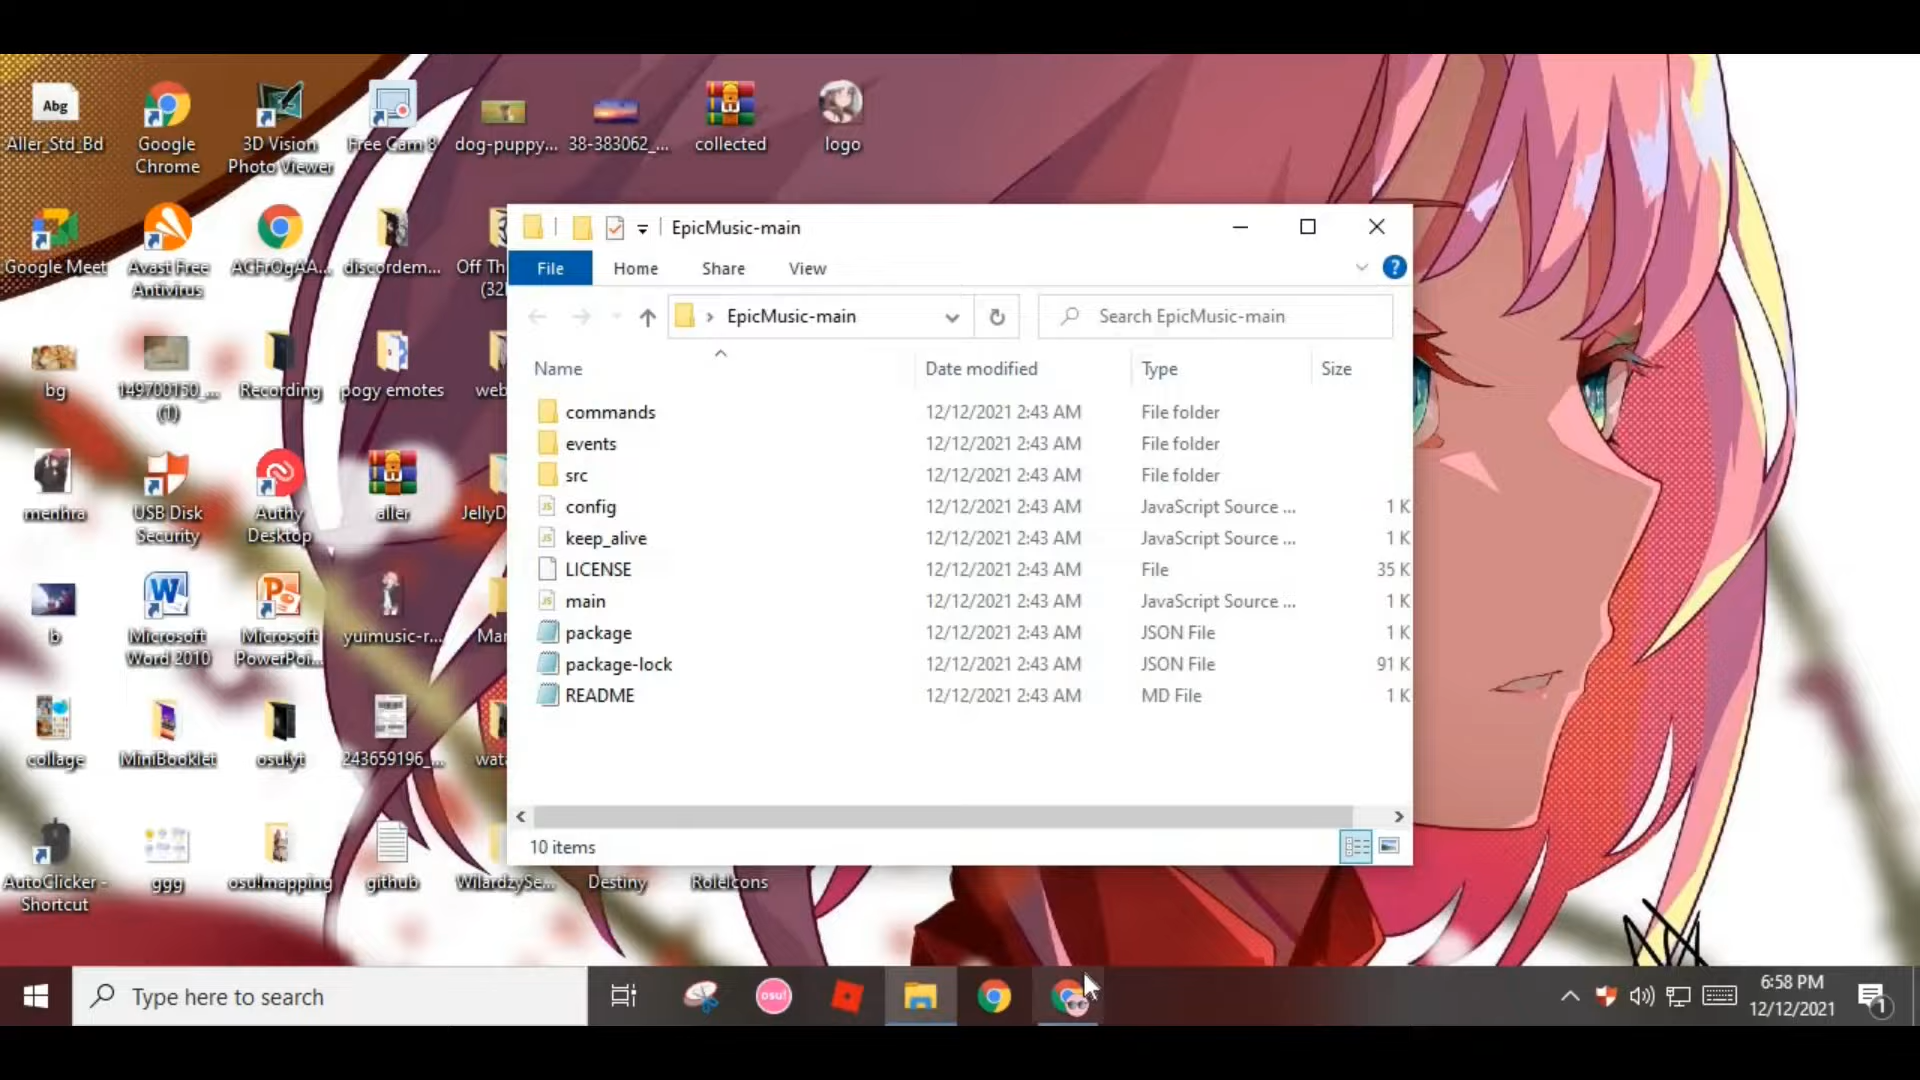 Abg
Aller_Std_Bd
Google
Chrome
3D Vision
Photo Viewer
Free Cam 8
dog-puppy...
38-383062_...
collected
logo
Google Meet
Avast Free
Antivirus
ACFrOgAA...
discordem...
Off Th
(32
EpicMusic-main
File
Home
Share
View
?
EpicMusic-main
Search EpicMusic-main
Name
Date modified
Type
Size
commands
12/12/2021 2:43 AM
File folder
events
12/12/2021 2:43 AM
File folder
src
12/12/2021 2:43 AM
File folder
config
12/12/2021 2:43 AM
JavaScript Source ...
1 K
keep_alive
12/12/2021 2:43 AM
JavaScript Source ...
1 K
LICENSE
12/12/2021 2:43 AM
File
35 K
main
12/12/2021 2:43 AM
JavaScript Source ...
1 K
package
12/12/2021 2:43 AM
JSON File
1 K
package-lock
12/12/2021 2:43 AM
JSON File
91 K
README
12/12/2021 2:43 AM
MD File
1 K
10 items
bg
149700150_...
(1)
Recording
pogy emotes
web
menhra
USB Disk
Security
Authy
Desktop
aller
JellyD
b
Microsoft
Word 2010
Microsoft
PowerPoi...
yuimusic-r...
Mar
collage
MiniBooklet
osu!yt
243659196_...
wat
AutoClicker -
Shortcut
ggg
osu!mapping
github
WilardzySe...
Destiny
RoleIcons
Type here to search
osu!
6:58 PM
12/12/2021
1